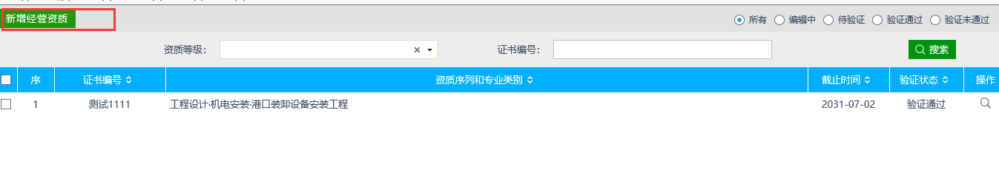 新增经营资质
所有 编辑中 待验证 验证通过 验证未通过
资质等级: 证书编号: 搜索
序 证书编号 资质序列和专业类别 截止时间 验证状态 操作
1 测试1111 工程设计·机电安装·港口装卸设备安装工程 2031-07-02 验证通过